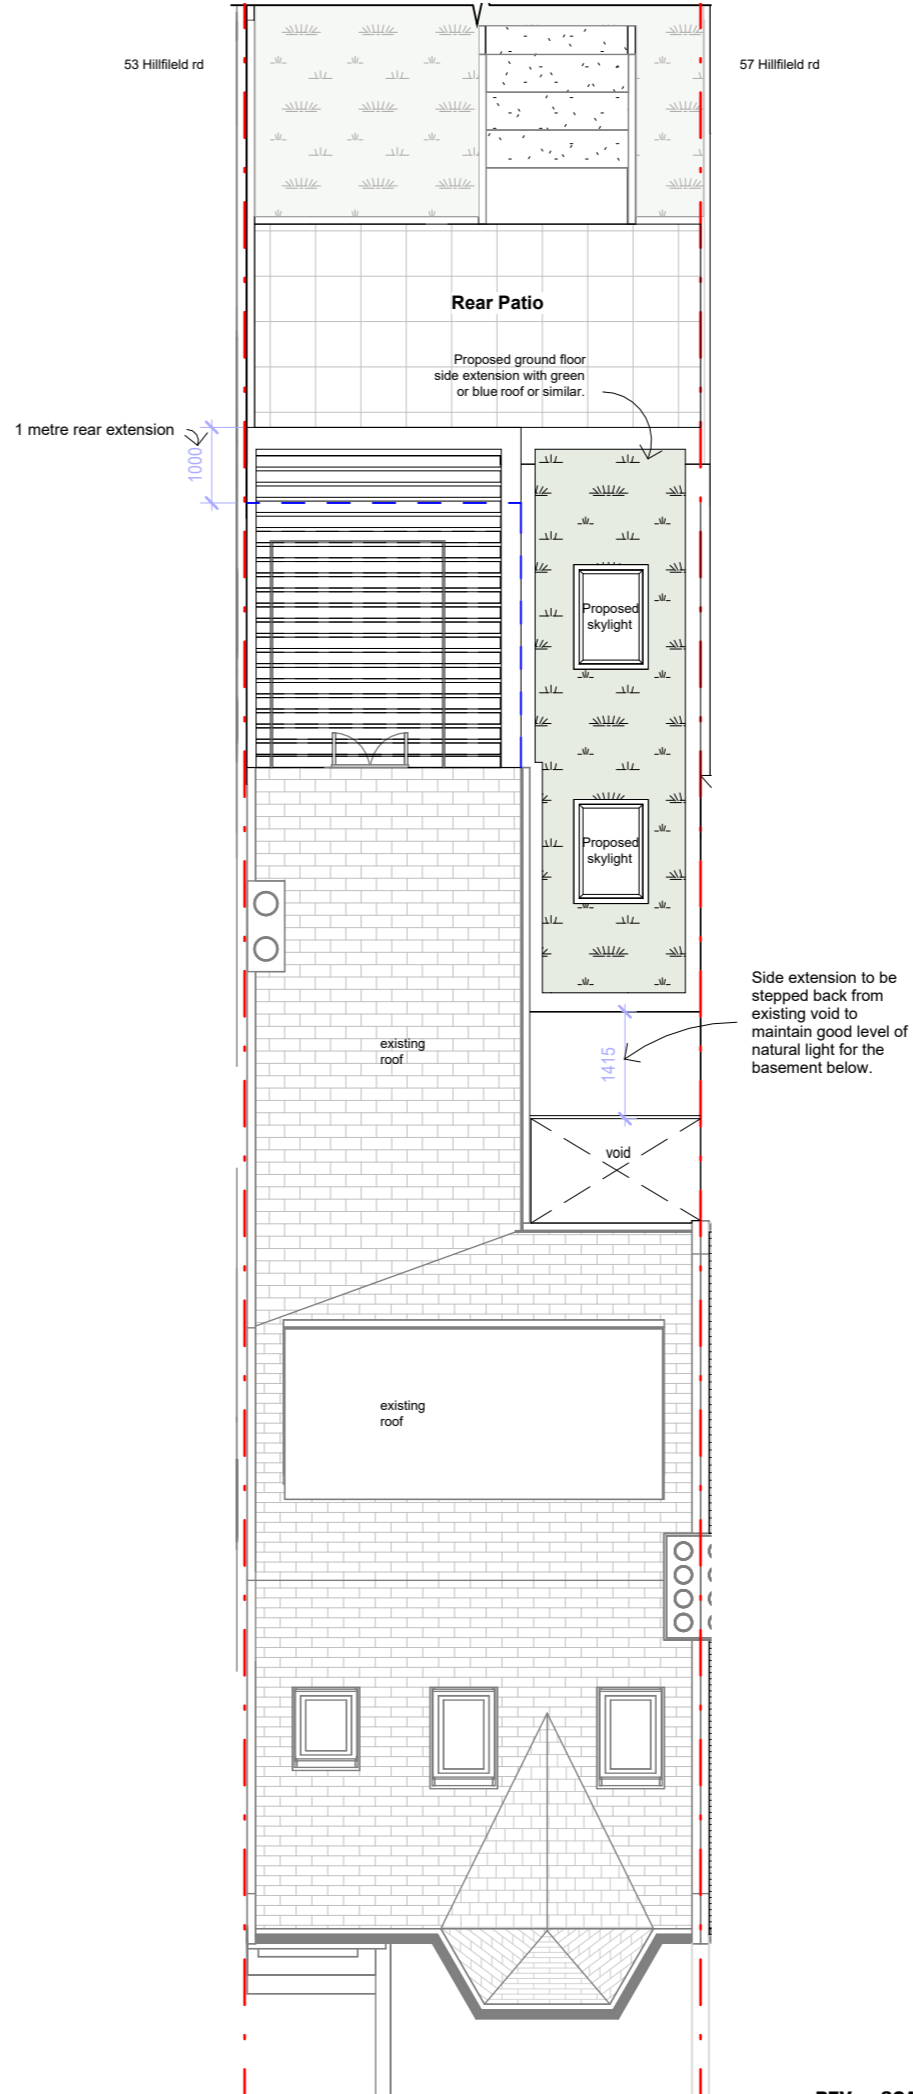 53 Hillfileld rd
57 Hillfileld rd
Rear Patio
Proposed ground floor
side extension with green
or blue roof or similar.
1 metre rear extension
1000
Proposed
skylight
Proposed
skylight
Side extension to be
stepped back from
existing void to
maintain good level of
natural light for the
basement below.
existing
roof
1415
void
existing
roof